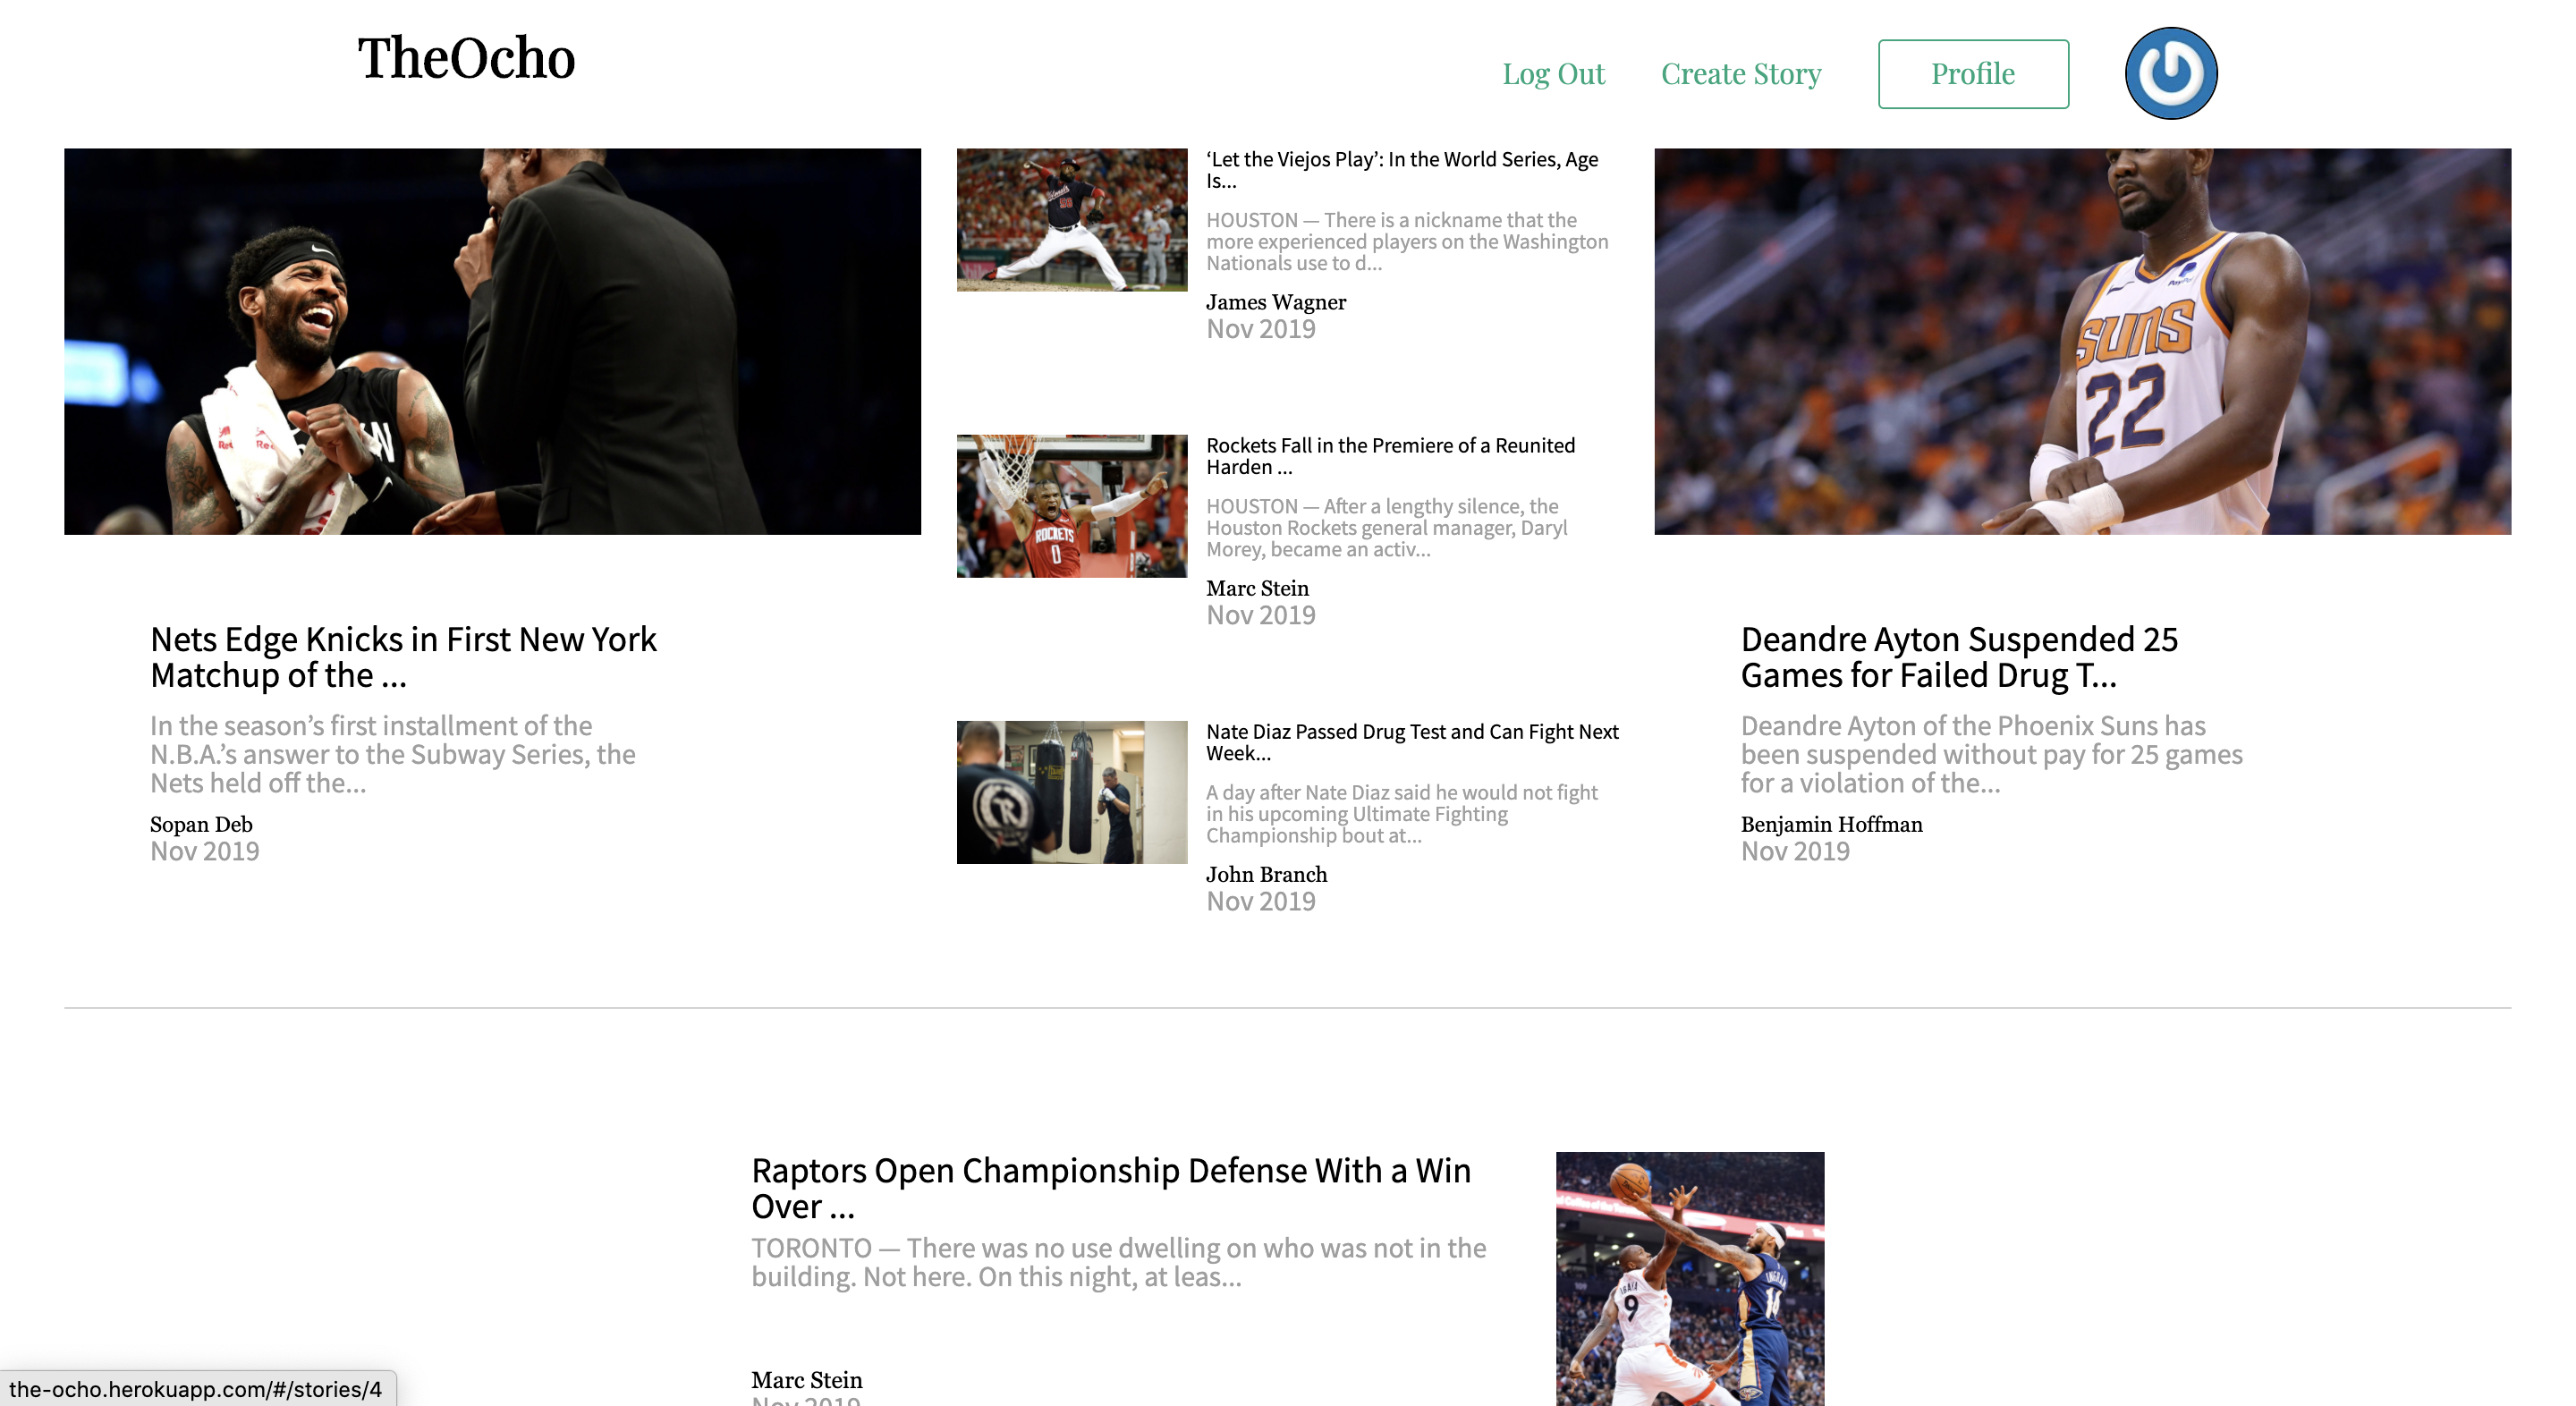 TheOcho
Log Out
Create Story
Profile
Nets Edge Knicks in First New York
Matchup of the ...
In the season’s first installment of the
N.B.A.’s answer to the Subway Series, the
Nets held off the...
Sopan Deb
Nov 2019
‘Let the Viejos Play’: In the World Series, Age
Is...
HOUSTON — There is a nickname that the
more experienced players on the Washington
Nationals use to d...
James Wagner
Nov 2019
ROCKETS
0
Rockets Fall in the Premiere of a Reunited
Harden ...
HOUSTON — After a lengthy silence, the
Houston Rockets general manager, Daryl
Morey, became an activ...
Marc Stein
Nov 2019
Nate Diaz Passed Drug Test and Can Fight Next
Week...
A day after Nate Diaz said he would not fight
in his upcoming Ultimate Fighting
Championship bout at...
John Branch
Nov 2019
SUNS
22
Deandre Ayton Suspended 25
Games for Failed Drug T...
Deandre Ayton of the Phoenix Suns has
been suspended without pay for 25 games
for a violation of the...
Benjamin Hoffman
Nov 2019
Raptors Open Championship Defense With a Win
Over ...
TORONTO — There was no use dwelling on who was not in the
building. Not here. On this night, at leas...
Marc Stein
Nov 2019
9
INGRAM
14
the-ocho.herokuapp.com/#/stories/4